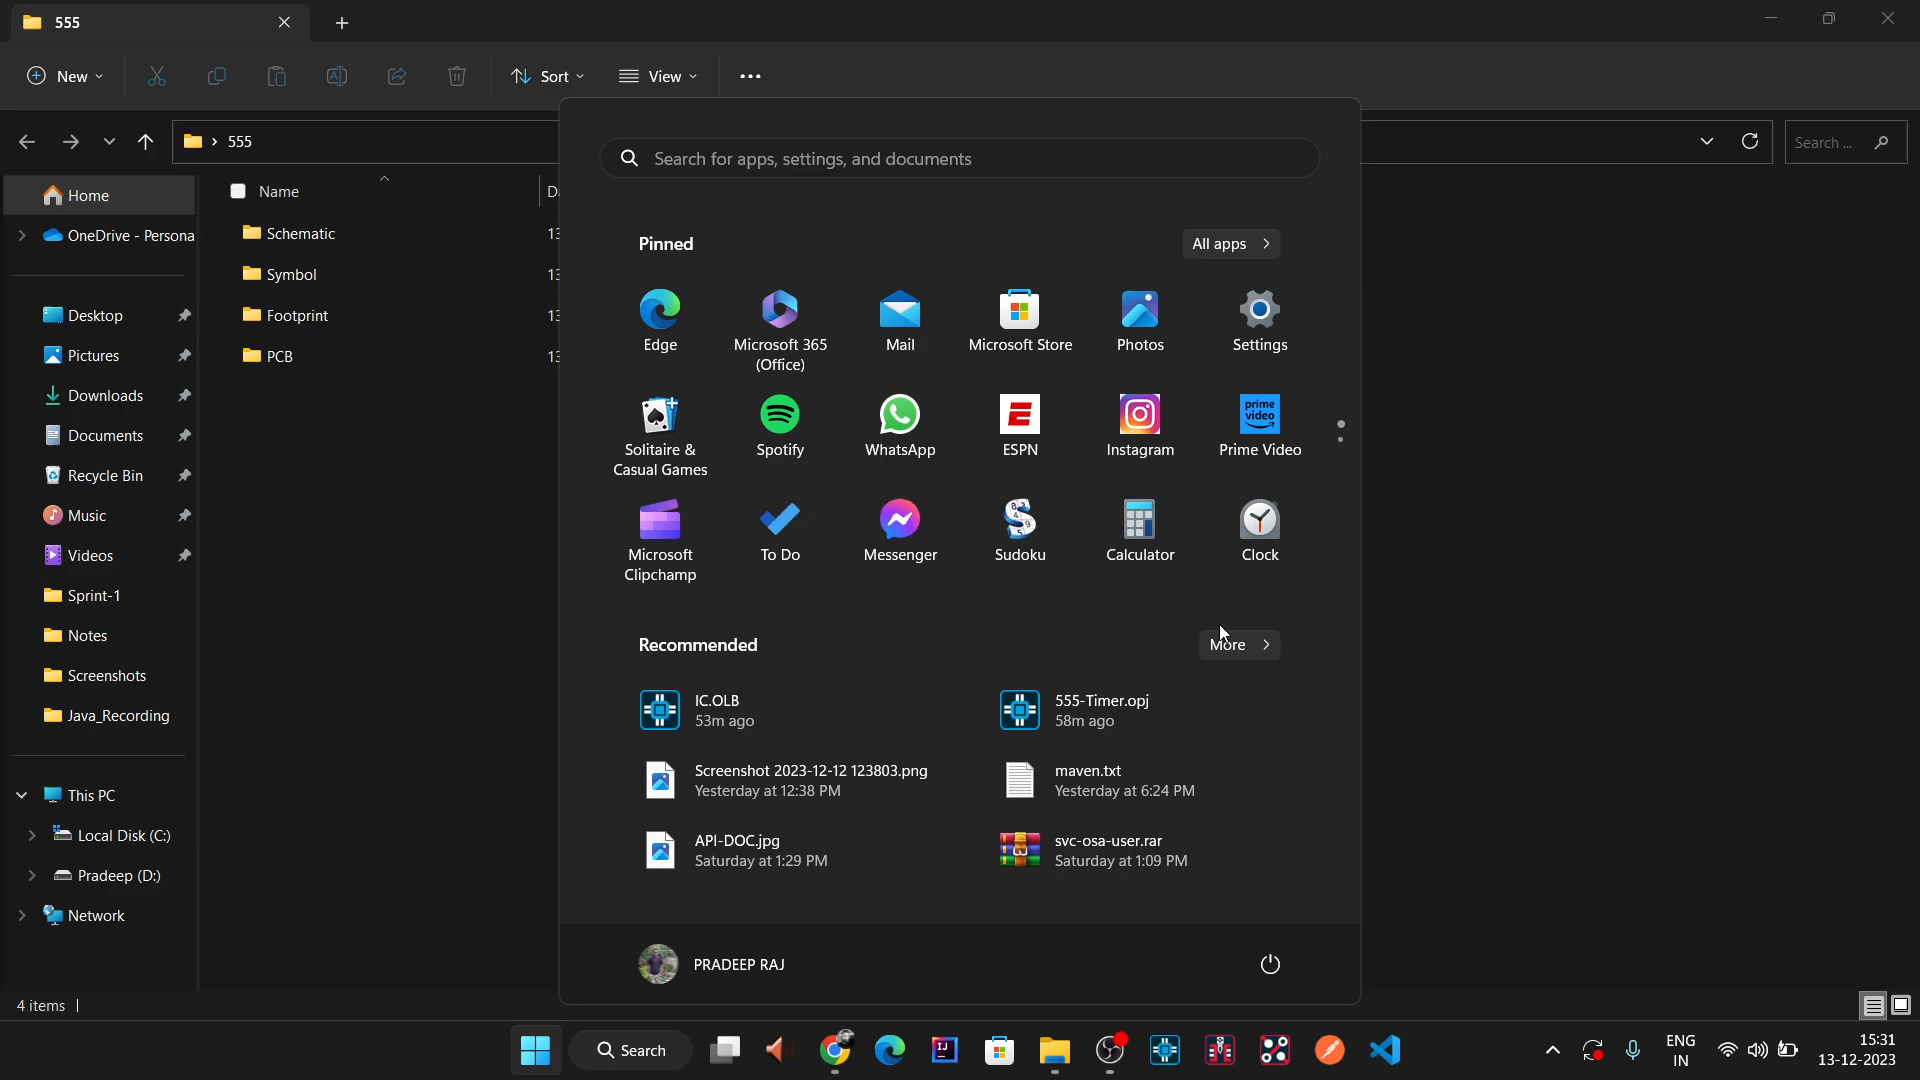 555
New
Sort
View
555
Search ...
Search for apps, settings, and documents
Home
OneDrive - Persona
Desktop
Pictures
Downloads
Documents
Recycle Bin
Music
Videos
Sprint-1
Notes
Screenshots
Java_Recording
This PC
Local Disk (C:)
Pradeep (D:)
Network
Name
Schematic
Symbol
Footprint
PCB
Pinned
All apps
Edge
Microsoft 365
(Office)
Mail
Microsoft Store
Photos
Settings
Solitaire &
Casual Games
Spotify
WhatsApp
ESPN
Instagram
prime
video
Prime Video
Microsoft
Clipchamp
To Do
Messenger
Sudoku
Calculator
Clock
Recommended
More
IC.OLB
53m ago
555-Timer.opj
58m ago
Screenshot 2023-12-12 123803.png
Yesterday at 12:38 PM
maven.txt
Yesterday at 6:24 PM
API-DOC.jpg
Saturday at 1:29 PM
svc-osa-user.rar
Saturday at 1:09 PM
PRADEEP RAJ
4 items
Search
ENG
IN
15:31
13-12-2023